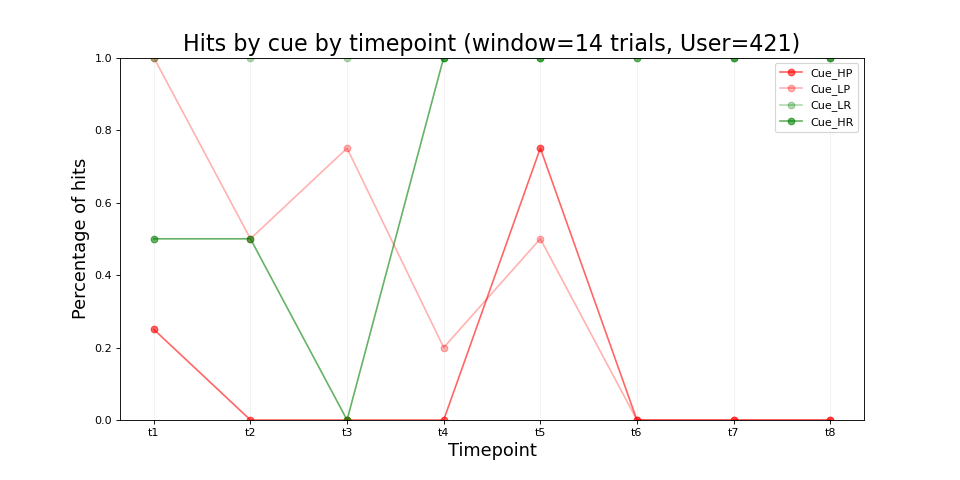 Hits by cue by timepoint (window=14 trials, User=421)
Percentage of hits
1.0
0.8
0.6
0.4
0.2
0.0
Cue_HP
Cue_LP
Cue_LR
Cue_HR
t1 t2 t3 t4 t5 t6 t7 t8
Timepoint